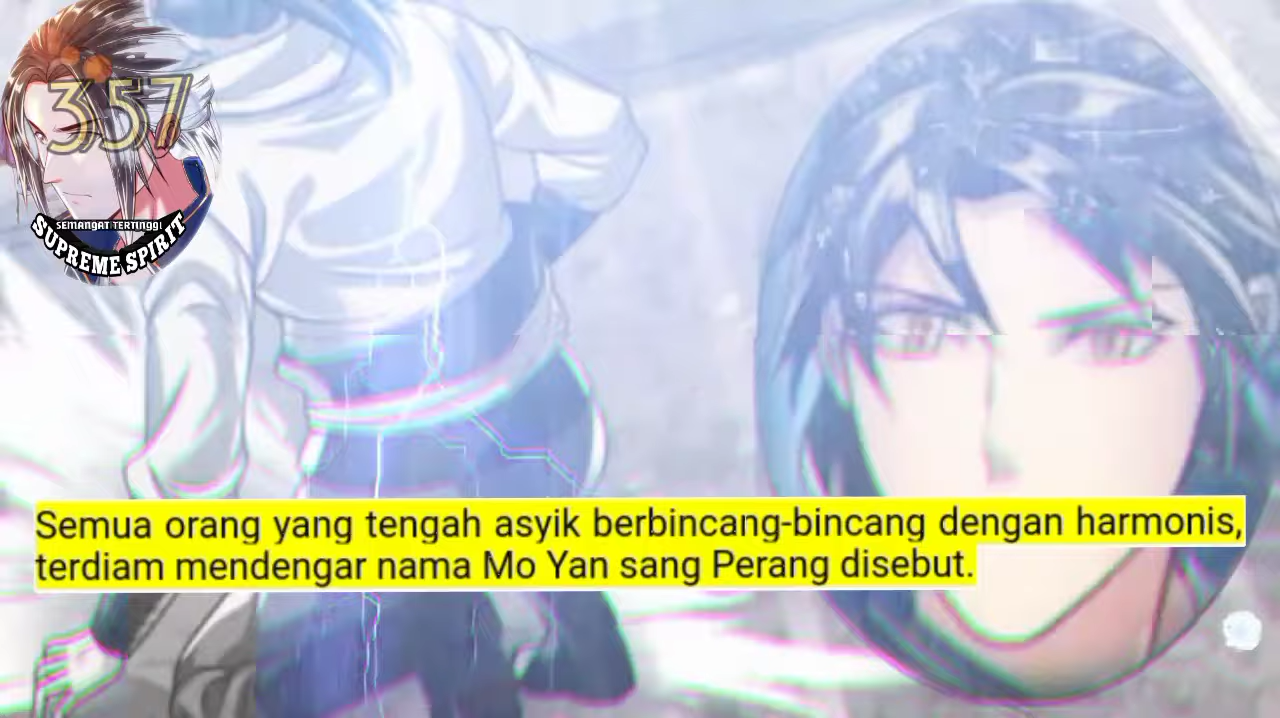 357
SEMANGAT TERTINGGI
SUPREME SPIRIT
Semua orang yang tengah asyik berbincang-bincang dengan harmonis,
terdiam mendengar nama Mo Yan sang Perang disebut.